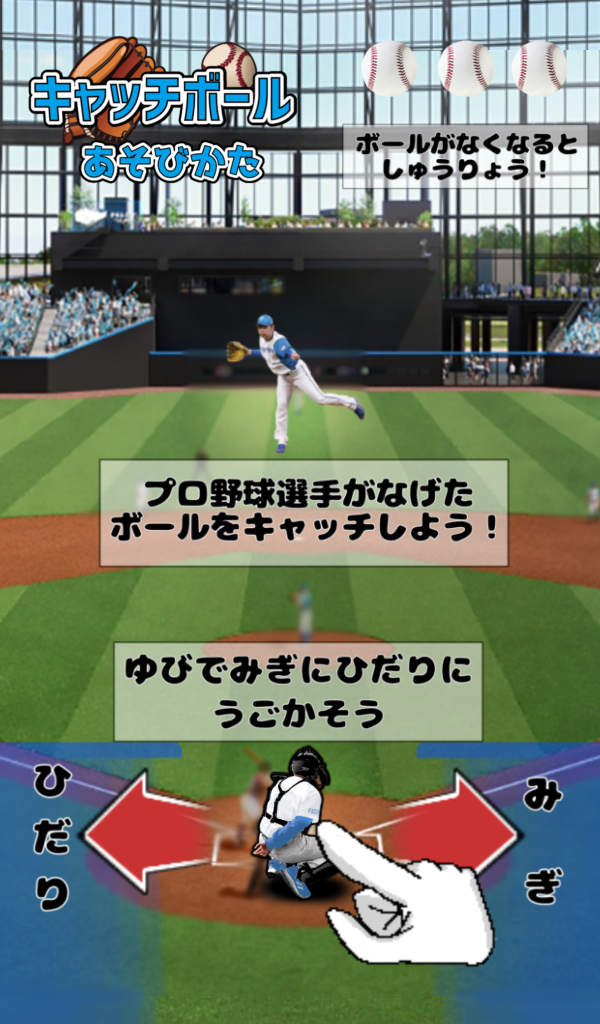 キャッチボール
あそびかた
ボールがなくなると
しゅうりょう！
プロ野球選手がなげた
ボールをキャッチしよう！
ゆびでみぎにひだりに
うごかそう
ひだり
みぎ